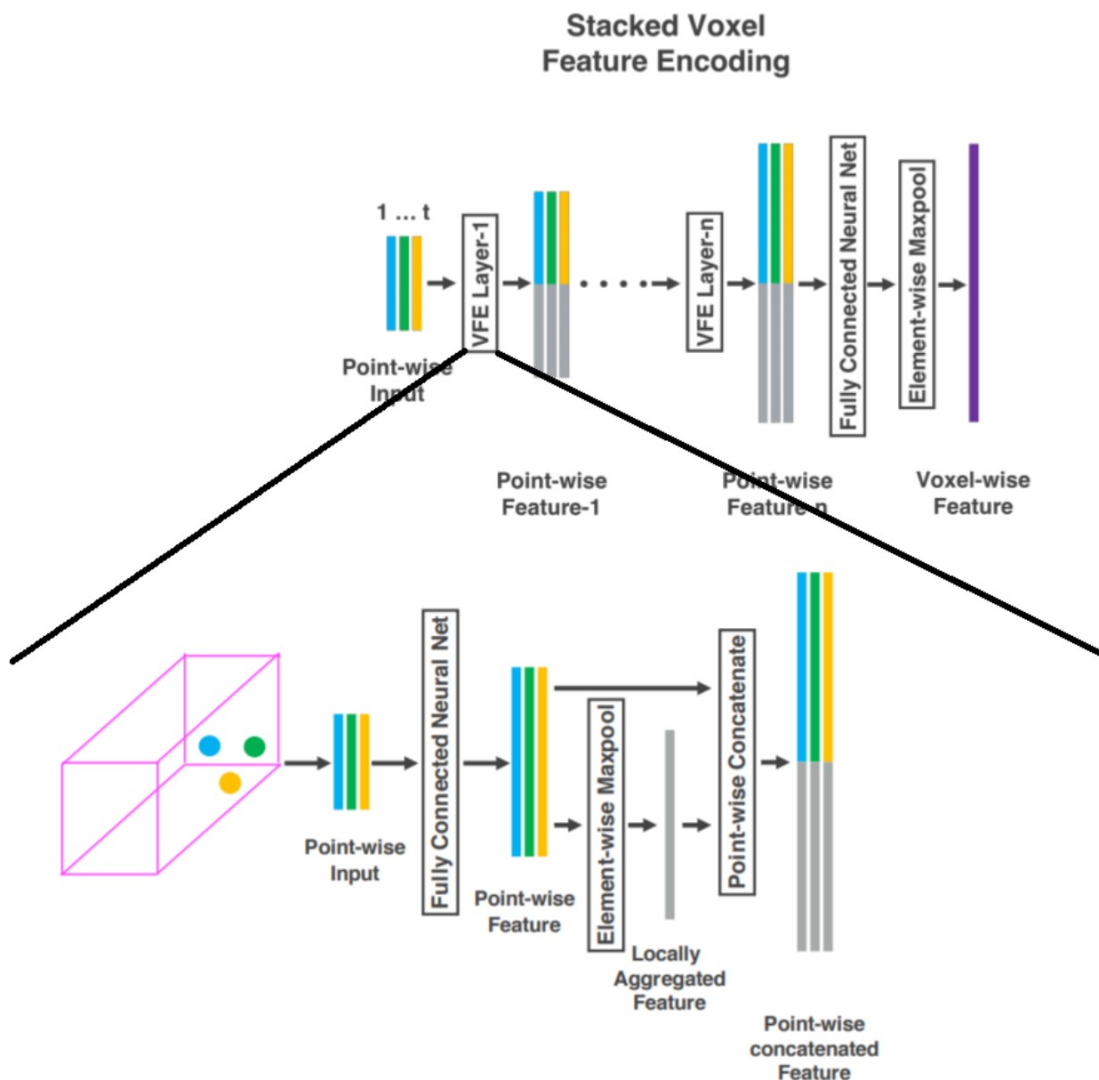 Stacked Voxel
Feature Encoding
1 ... t
VFE Layer-1
VFE Layer-n
Fully Connected Neural Net
Element-wise Maxpool
Point-wise
Input
Point-wise
Feature-1
Point-wise
Feature-n
Voxel-wise
Feature
Fully Connected Neural Net
Element-wise Maxpool
Point-wise Concatenate
Point-wise
Input
Point-wise
Feature
Locally
Aggregated
Feature
Point-wise
concatenated
Feature